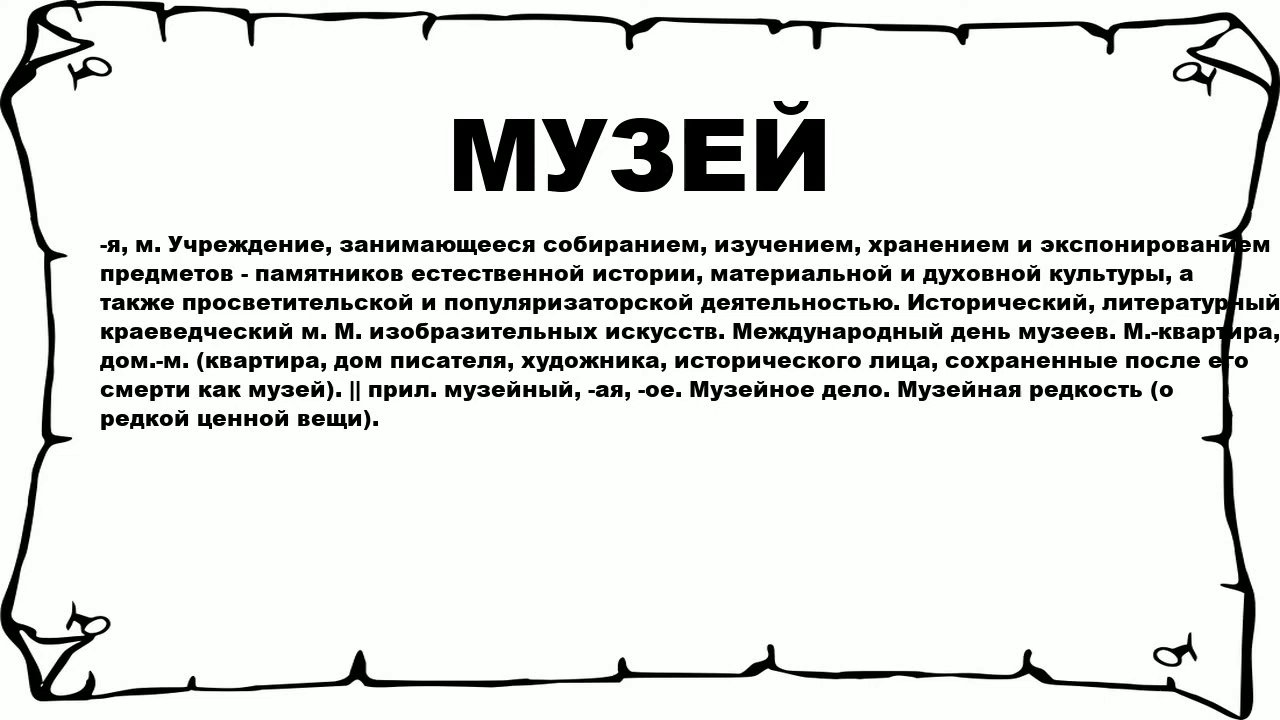 МУЗЕЙ
-я, м. Учреждение, занимающееся собиранием, изучением, хранением и экспонированием
предметов - памятников естественной истории, материальной и духовной культуры, а
также просветительской и популяризаторской деятельностью. Исторический, литературный
краеведческий м. М. изобразительных искусств. Международный день музеев. М.-квартира,
дом.-м. (квартира, дом писателя, художника, исторического лица, сохраненные после его
смерти как музей). || прил. музейный, -ая, -ое. Музейное дело. Музейная редкость (о
редкой ценной вещи).